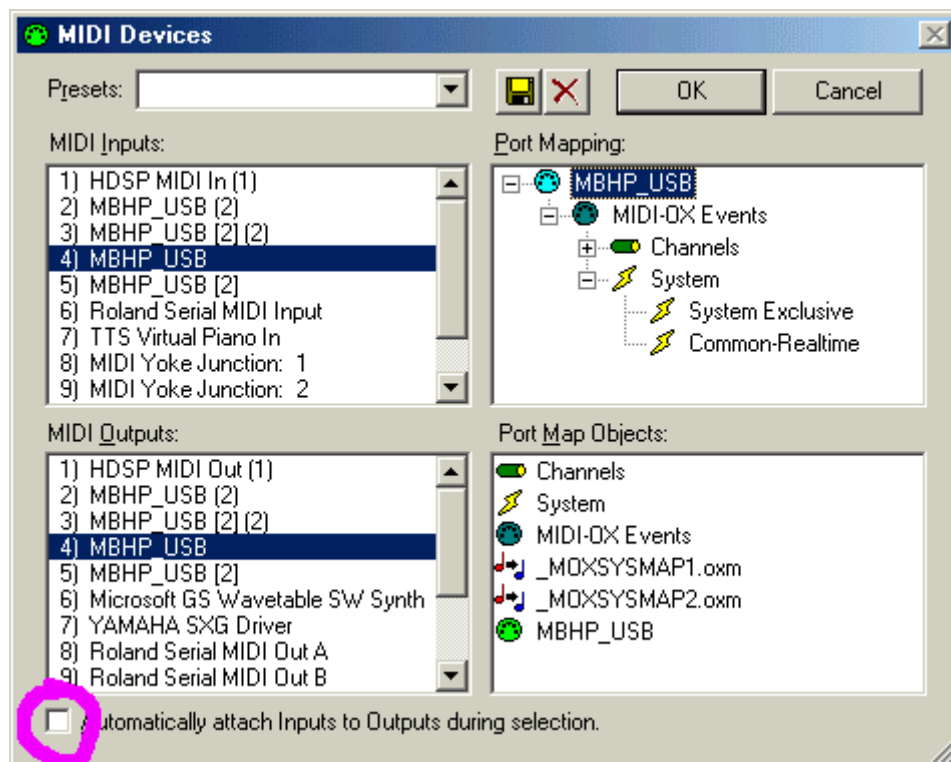 MIDI Devices
Presets:
OK
Cancel
MIDI Inputs:
1) HDSP MIDI In (1)
2) MBHP_USB (2)
3) MBHP_USB [2] (2)
4) MBHP_USB
5) MBHP_USB [2]
6) Roland Serial MIDI Input
7) TTS Virtual Piano In
8) MIDI Yoke Junction: 1
9) MIDI Yoke Junction: 2
Port Mapping:
MBHP_USB
MIDI-OX Events
Channels
System
System Exclusive
Common-Realtime
MIDI Outputs:
1) HDSP MIDI Out (1)
2) MBHP_USB (2)
3) MBHP_USB [2] (2)
4) MBHP_USB
5) MBHP_USB [2]
6) Microsoft GS Wavetable SW Synth
7) YAMAHA SXG Driver
8) Roland Serial MIDI Out A
9) Roland Serial MIDI Out B
Port Map Objects:
Channels
System
MIDI-OX Events
_MOXSYSMAP1.oxm
_MOXSYSMAP2.oxm
MBHP_USB
Automatically attach Inputs to Outputs during selection.